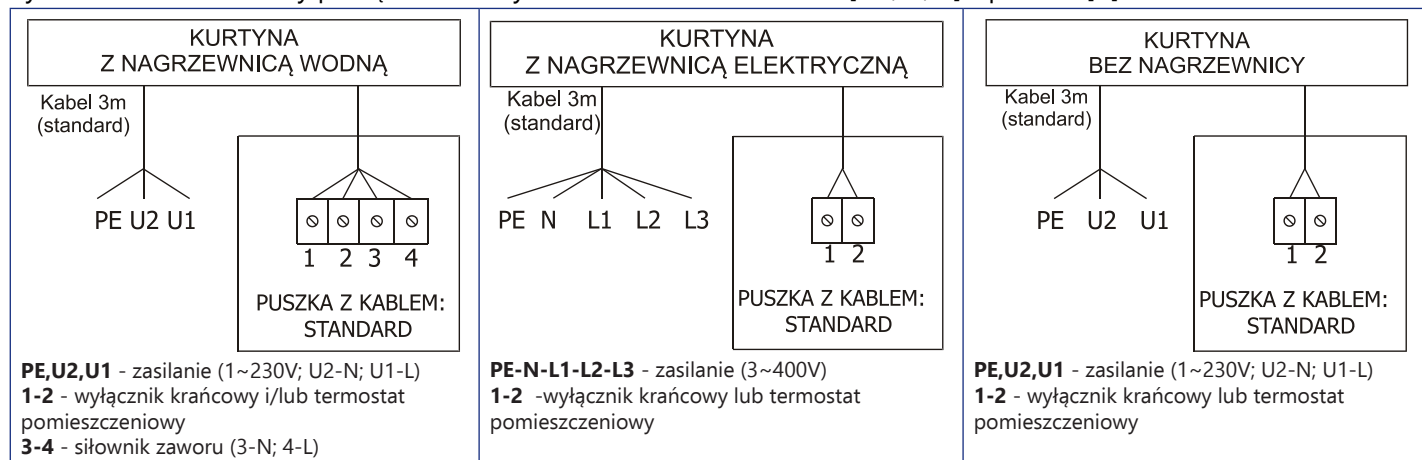 KURTYNA
Z NAGRZEWNICĄ WODNĄ
Kabel 3m
(standard)
PE U2 U1
1 2 3 4
PUSZKA Z KABLEM:
STANDARD
PE,U2,U1 - zasilanie (1~230V; U2-N; U1-L)
1-2 - wyłącznik krańcowy i/lub termostat
pomieszczeniowy
3-4 - siłownik zaworu (3-N; 4-L)
KURTYNA
Z NAGRZEWNICĄ ELEKTRYCZNĄ
Kabel 3m
(standard)
PE N L1 L2 L3
1 2
PUSZKA Z KABLEM:
STANDARD
PE-N-L1-L2-L3 - zasilanie (3~400V)
1-2 -wyłącznik krańcowy lub termostat
pomieszczeniowy
KURTYNA
BEZ NAGRZEWNICY
Kabel 3m
(standard)
PE U2 U1
1 2
PUSZKA Z KABLEM:
STANDARD
PE,U2,U1 - zasilanie (1~230V; U2-N; U1-L)
1-2 - wyłącznik krańcowy lub termostat
pomieszczeniowy